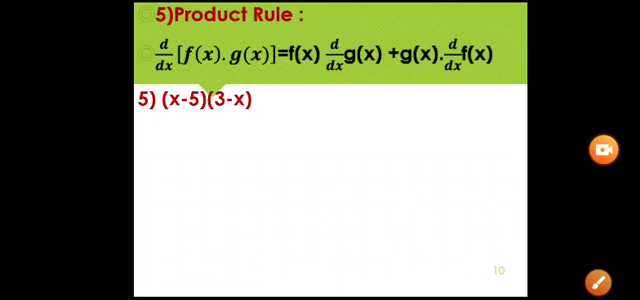 5)Product Rule :
d/dx [f(x). g(x)]=f(x) d/dx g(x) +g(x). d/dx f(x)
5) (x-5)(3-x)
10